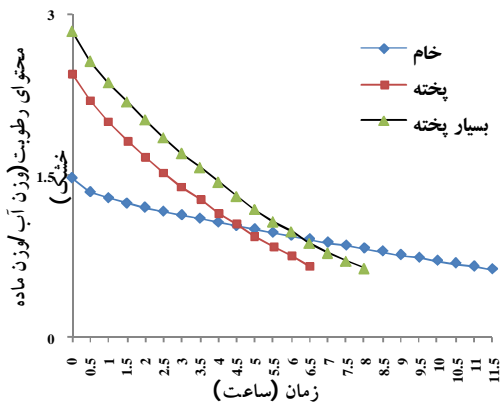 3
1.5
0
محتوای رطوبت(وزن آب /وزن ماده
خشک)
خام
پخته
بسیار پخته
0 0.5 1 1.5 2 2.5 3 3.5 4 4.5 5 5.5 6 6.5 7 7.5 8 8.5 9 9.5 10 10.5 11 11.5
زمان (ساعت)